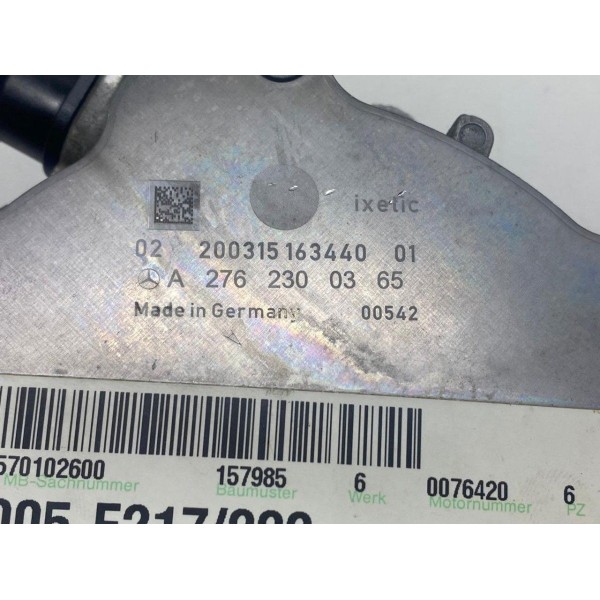 ixetic
02 200315 163440 01
A 276 230 03 65
Made in Germany 00542
570102600 157985 6 0076420 6
MB-Sachnummer Baumuster Werk Motornummer PZ